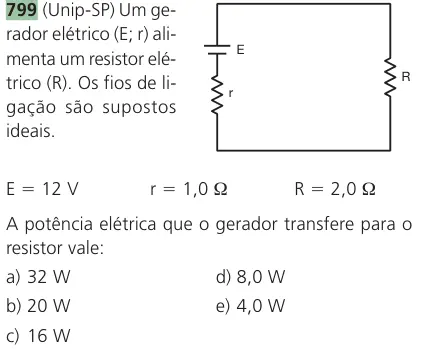 799 (Unip-SP) Um ge-
rador elétrico (E; r) ali-
menta um resistor elé-
trico (R). Os fios de li-
gação são supostos
ideais.
E
r
R
E = 12 V r = 1,0 Ω R = 2,0 Ω
A potência elétrica que o gerador transfere para o
resistor vale:
a) 32 W d) 8,0 W
b) 20 W e) 4,0 W
c) 16 W